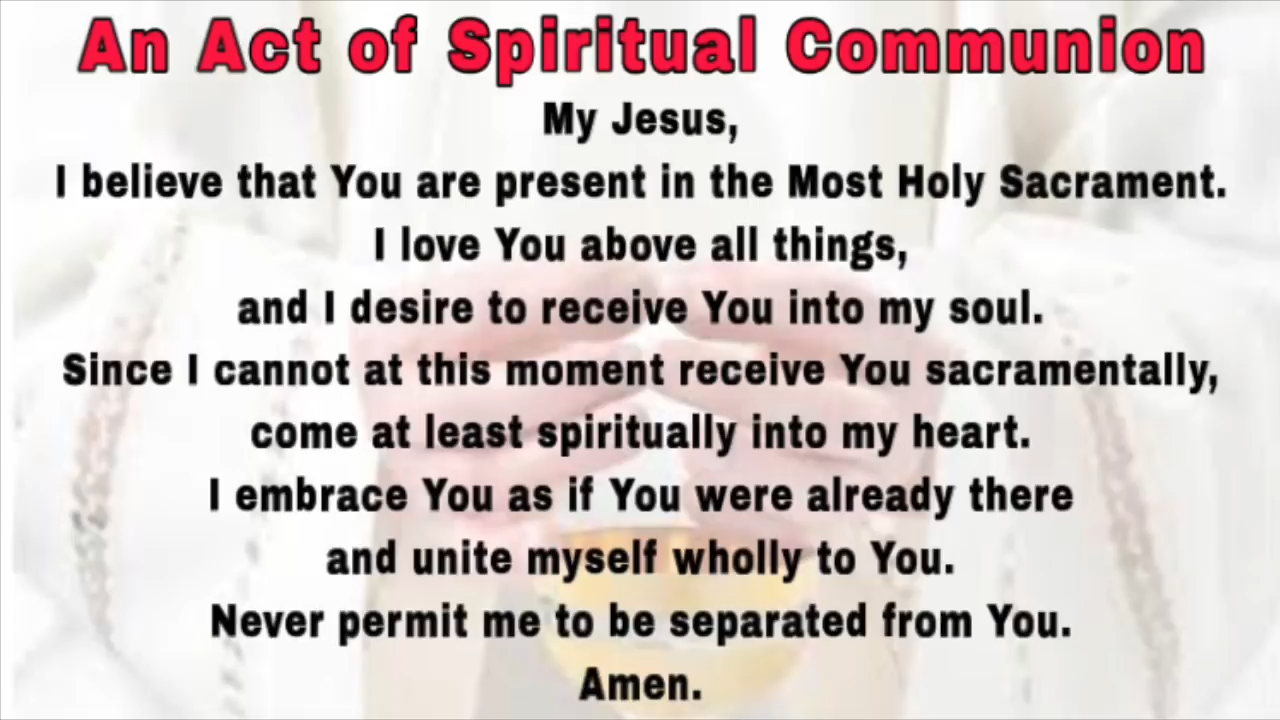 An Act of Spiritual Communion
My Jesus,
I believe that You are present in the Most Holy Sacrament.
I love You above all things,
and I desire to receive You into my soul.
Since I cannot at this moment receive You sacramentally,
come at least spiritually into my heart.
I embrace You as if You were already there
and unite myself wholly to You.
Never permit me to be separated from You.
Amen.